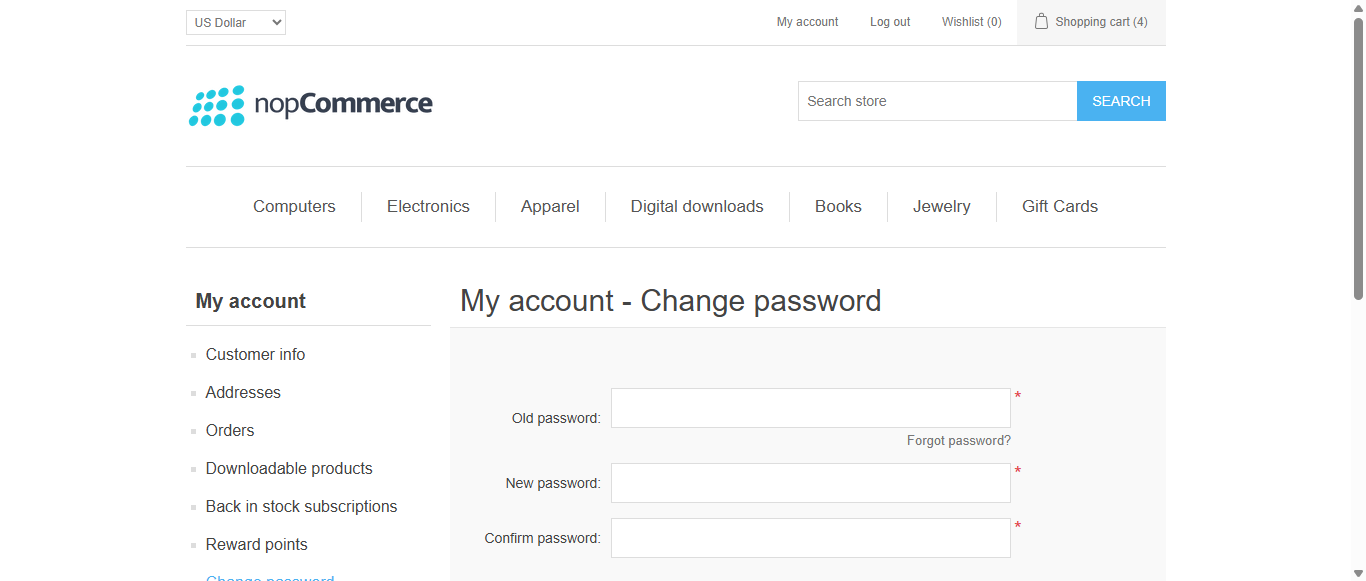 US Dollar
My account
Log out
Wishlist (0)
Shopping cart (4)
nopCommerce
Search store
SEARCH
Computers
Electronics
Apparel
Digital downloads
Books
Jewelry
Gift Cards
My account
Customer info
Addresses
Orders
Downloadable products
Back in stock subscriptions
Reward points
Change password
My account - Change password
Old password:
*
Forgot password?
New password:
*
Confirm password:
*